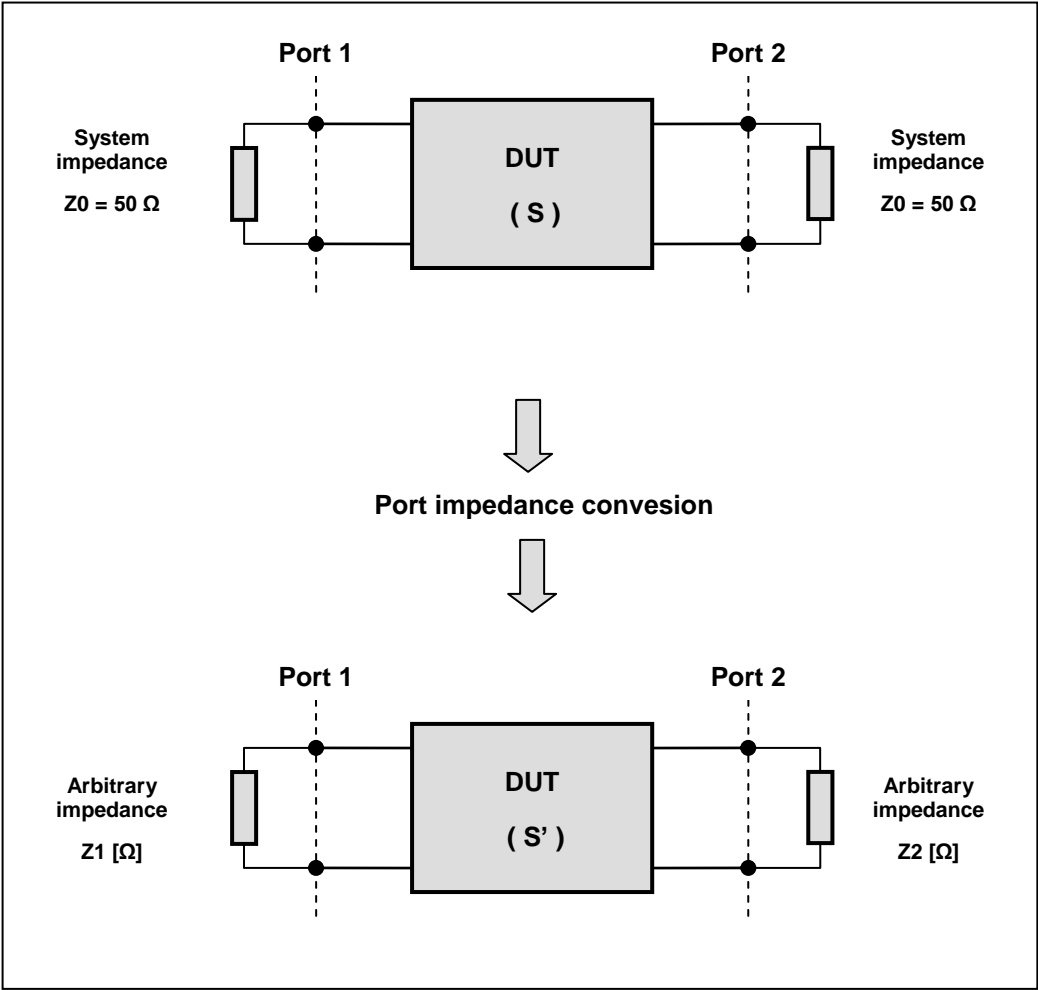 Port 1
Port 2
System
impedance
Z0 = 50 Ω
DUT
( S )
System
impedance
Z0 = 50 Ω
Port impedance convesion
Port 1
Port 2
Arbitrary
impedance
Z1 [Ω]
DUT
( S’ )
Arbitrary
impedance
Z2 [Ω]